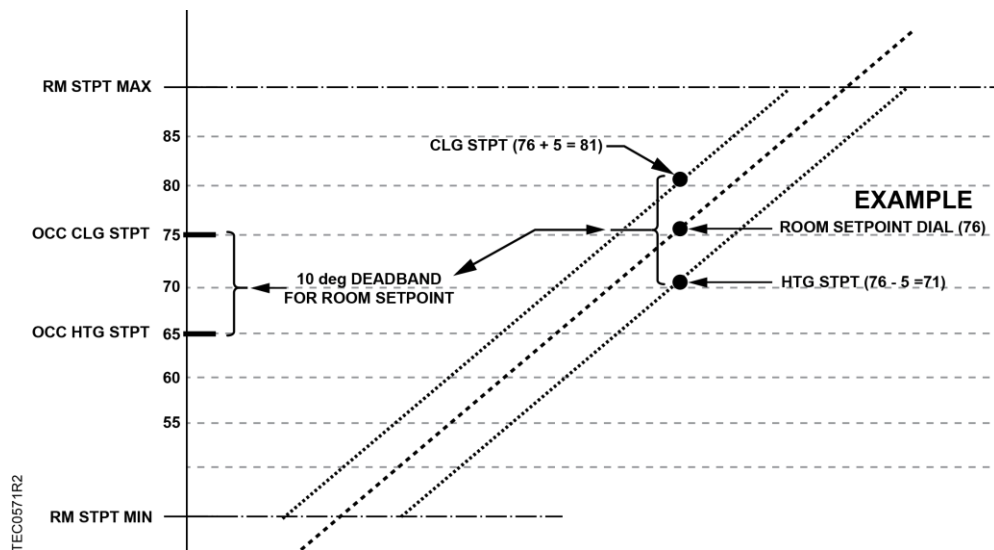 RM STPT MAX
85
CLG STPT (76 + 5 = 81)
80
EXAMPLE
OCC CLG STPT
75
ROOM SETPOINT DIAL (76)
10 deg DEADBAND
FOR ROOM SETPOINT
70
HTG STPT (76 - 5 =71)
OCC HTG STPT
65
60
55
RM STPT MIN
TEC0571R2